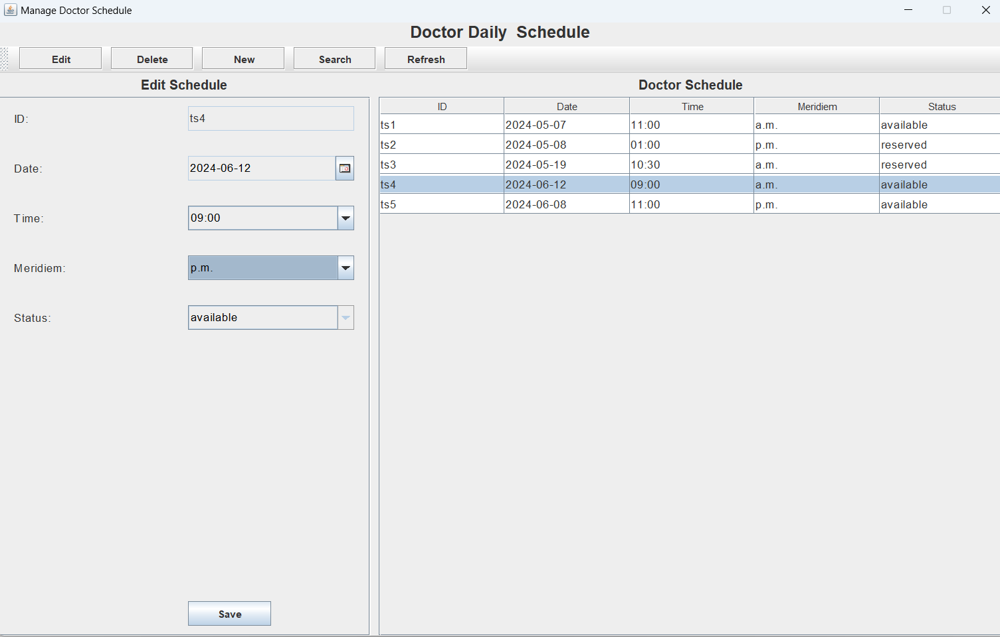 Manage Doctor Schedule
Doctor Daily  Schedule
Edit Delete New Search Refresh
Edit Schedule
ID: ts4
Date: 2024-06-12
Time: 09:00
Meridiem: p.m.
Status: available
Save
Doctor Schedule
ID Date Time Meridiem Status
ts1 2024-05-07 11:00 a.m. available
ts2 2024-05-08 01:00 p.m. reserved
ts3 2024-05-19 10:30 a.m. reserved
ts4 2024-06-12 09:00 a.m. available
ts5 2024-06-08 11:00 p.m. available